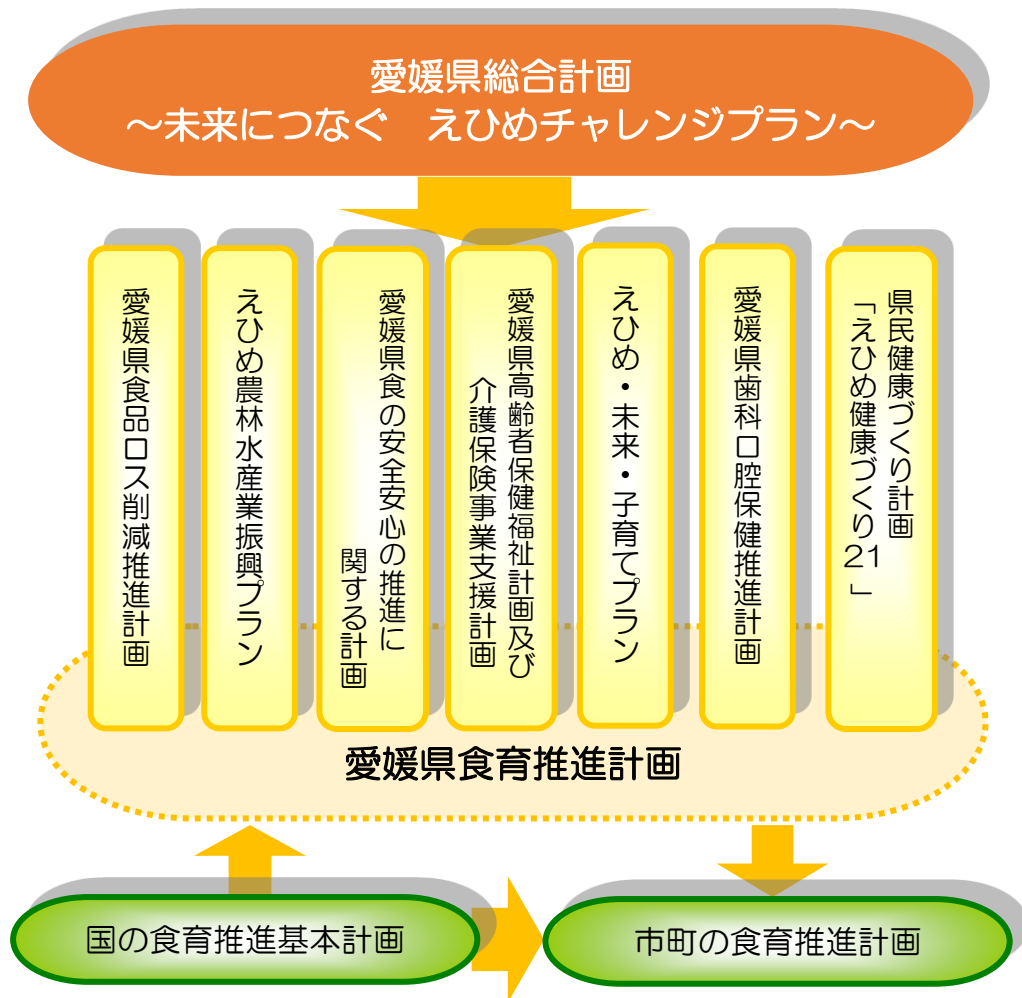 愛媛県総合計画
～未来につなぐ　えひめチャレンジプラン～
県民健康づくり計画
「えひめ健康づくり21」
愛媛県歯科口腔保健推進計画
えひめ・未来・子育てプラン
愛媛県高齢者保健福祉計画及び
介護保険事業支援計画
愛媛県食の安全安心の推進に
関する計画
えひめ農林水産業振興プラン
愛媛県食品ロス削減推進計画
愛媛県食育推進計画
国の食育推進基本計画
市町の食育推進計画